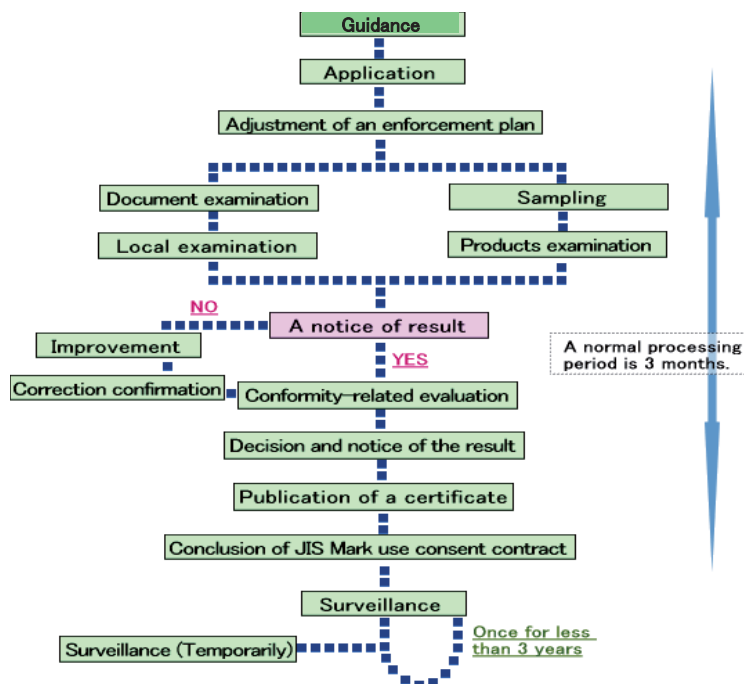 Guidance
Application
Adjustment of an enforcement plan
Document examination
Sampling
Local examination
Products examination
NO
A notice of result
Improvement
YES
A normal processing
period is 3 months.
Correction confirmation
Conformity-related evaluation
Decision and notice of the result
Publication of a certificate
Conclusion of JIS Mark use consent contract
Surveillance
Once for less
than 3 years
Surveillance (Temporarily)